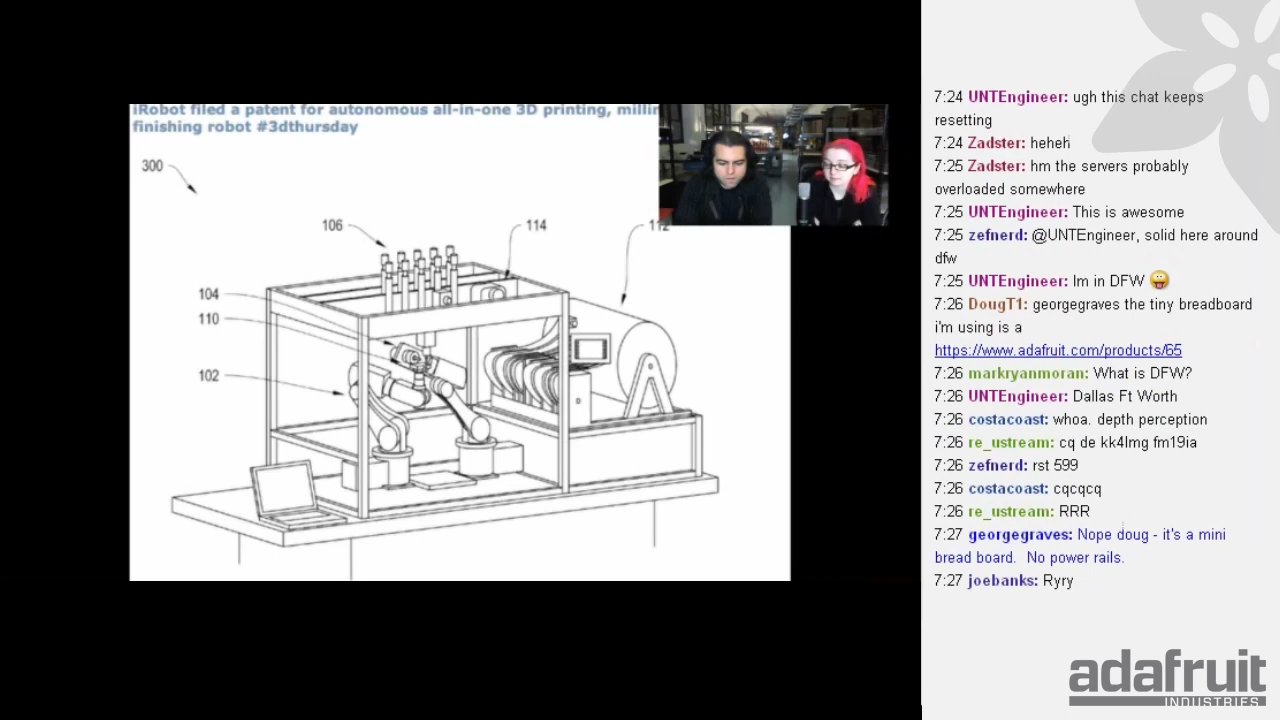 iRobot filed a patent for autonomous all-in-one 3D printing,
finishing robot #3dthursday
300
106
114
112
104
110
102
7:24 UNTEngineer: ugh this chat keeps
resetting
7:24 Zadster: heheh
7:25 Zadster: hm the servers probably
overloaded somewhere
7:25 UNTEngineer: This is awesome
7:25 zefnerd: @UNTEngineer, solid here around
dfw
7:25 UNTEngineer: Im in DFW
7:26 DougT1: georgegraves the tiny breadboard
i'm using is a
https://www.adafruit.com/products/65
7:26 markryanmoran: What is DFW?
7:26 UNTEngineer: Dallas Ft Worth
7:26 costacoast: whoa. depth perception
7:26 re_ustream: cq de kk4lmg fm19ia
7:26 zefnerd: rst 599
7:26 costacoast: cqcqcq
7:26 re_ustream: RRR
7:27 georgegraves: Nope doug - it's a mini
bread board. No power rails.
7:27 joebanks: Ryry
adafruit
INDUSTRIES